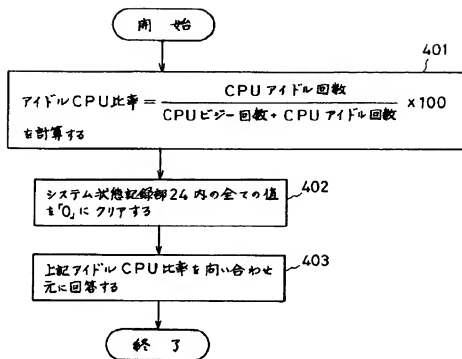 開始
401
アイドルCPU比率 = CPUアイドル回数 / CPUビジー回数 + CPUアイドル回数 ×100
を計算する
402
システム状態記録部24内の全ての値
を「0」にクリアする
403
上記アイドルCPU比率を問い合わせ
元に回答する
終了